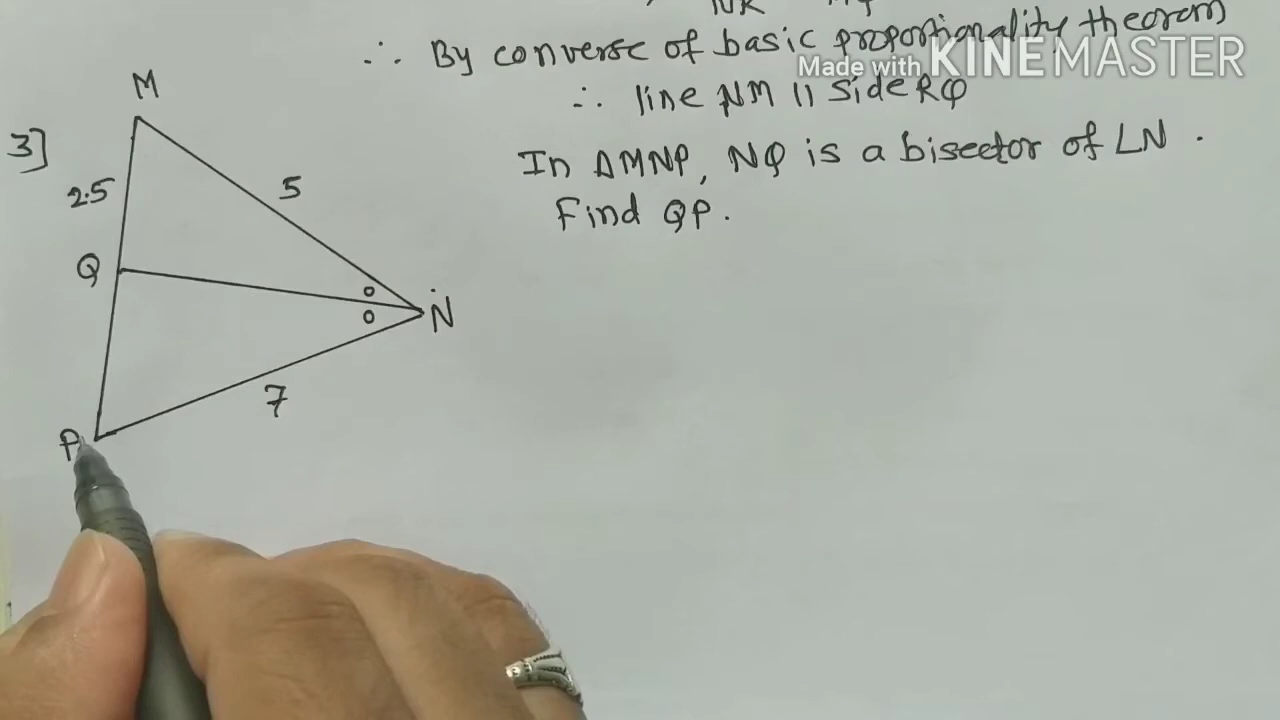 ∴ By converse of basic proportionality theorem
Made with KINEMASTER
∴ line NM || side RQ
3]
In ΔMNP, NQ is a bisector of ∠N.
Find QP.
M
2.5
5
Q
N
7
P